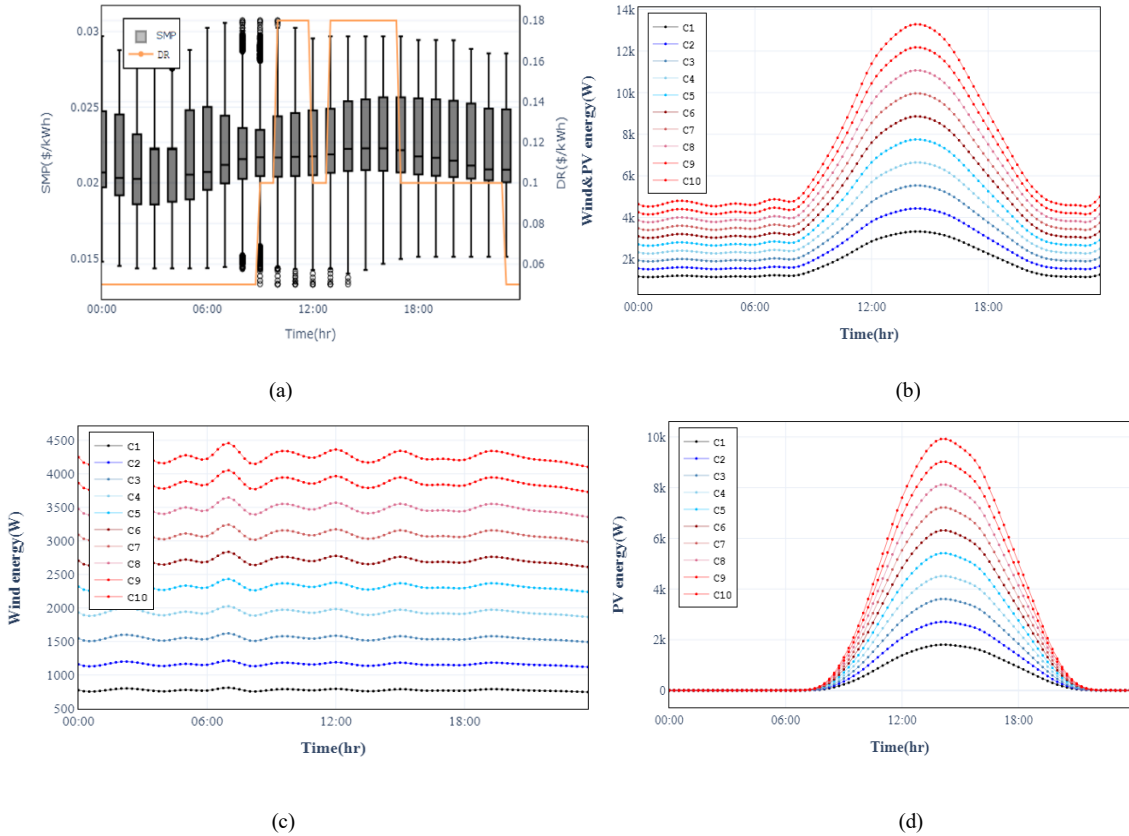 SMP
DR
0.03
0.025
0.02
0.015
SMP($/kWh)
0.18
0.16
0.14
0.12
0.1
0.08
0.06
DR($/kWh)
00:00 06:00 12:00 18:00
Time(hr)
(a)
C1
C2
C3
C4
C5
C6
C7
C8
C9
C10
14k
12k
10k
8k
6k
4k
2k
Wind&PV energy(W)
00:00 06:00 12:00 18:00
Time(hr)
(b)
C1
C2
C3
C4
C5
C6
C7
C8
C9
C10
4500
4000
3500
3000
2500
2000
1500
1000
500
Wind energy(W)
00:00 06:00 12:00 18:00
Time(hr)
(c)
C1
C2
C3
C4
C5
C6
C7
C8
C9
C10
10k
8k
6k
4k
2k
0
PV energy(W)
00:00 06:00 12:00 18:00
Time(hr)
(d)